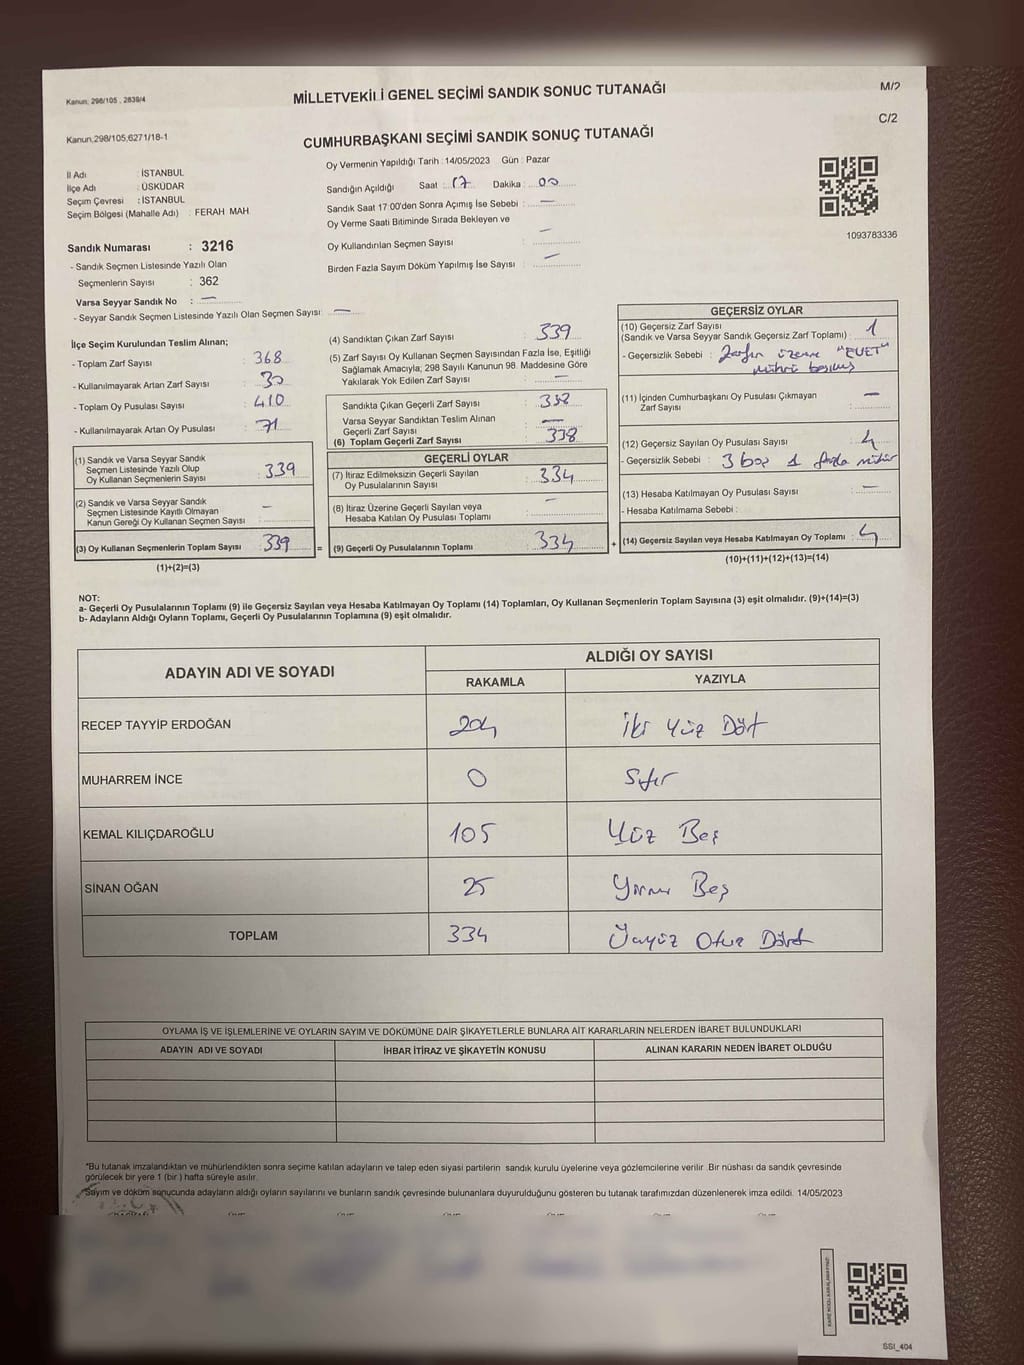 Kanun; 298/105 , 2839/4
MİLLETVEKİLİ GENEL SEÇİMİ SANDIK SONUC TUTANAĞI
M/2
Kanun,298/105,6271/18-1
CUMHURBAŞKANI SEÇİMİ SANDIK SONUÇ TUTANAĞI
C/2
İl Adı : İSTANBUL
İlçe Adı : ÜSKÜDAR
Seçim Çevresi : İSTANBUL
Seçim Bölgesi (Mahalle Adı) : FERAH MAH
Sandık Numarası : 3216
- Sandık Seçmen Listesinde Yazılı Olan
Seçmenlerin Sayısı : 362
Varsa Seyyar Sandık No : —
- Seyyar Sandık Seçmen Listesinde Yazılı Olan Seçmen Sayısı: —
Oy Vermenin Yapıldığı Tarih : 14/05/2023 Gün : Pazar
Sandığın Açıldığı Saat : 17 Dakika : 00
Sandık Saat 17:00'den Sonra Açımış İse Sebebi : —
Oy Verme Saati Bitiminde Sırada Bekleyen ve
Oy Kullandırılan Seçmen Sayısı : —
Birden Fazla Sayım Döküm Yapılmış İse Sayısı : —
1093783336
İlçe Seçim Kurulundan Teslim Alınan;
- Toplam Zarf Sayısı : 368
- Kullanılmayarak Artan Zarf Sayısı : 30
- Toplam Oy Pusulası Sayısı : 410
- Kullanılmayarak Artan Oy Pusulası : 71
(1) Sandık ve Varsa Seyyar Sandık
Seçmen Listesinde Yazılı Olup
Oy Kullanan Seçmenlerin Sayısı : 339
(2) Sandık ve Varsa Seyyar Sandık
Seçmen Listesinde Kayıtlı Olmayan
Kanun Gereği Oy Kullanan Seçmen Sayısı : —
(3) Oy Kullanan Seçmenlerin Toplam Sayısı : 339
(1)+(2)=(3)
(4) Sandıktan Çıkan Zarf Sayısı : 339
(5) Zarf Sayısı Oy Kullanan Seçmen Sayısından Fazla İse, Eşitliği
Sağlamak Amacıyla; 298 Sayılı Kanunun 98. Maddesine Göre
Yakılarak Yok Edilen Zarf Sayısı : —
Sandıkta Çıkan Geçerli Zarf Sayısı : 338
Varsa Seyyar Sandıktan Teslim Alınan
Geçerli Zarf Sayısı : —
(6) Toplam Geçerli Zarf Sayısı : 338
GEÇERLİ OYLAR
(7) İtiraz Edilmeksizin Geçerli Sayılan
Oy Pusulalarının Sayısı : 334
(8) İtiraz Üzerine Geçerli Sayılan veya
Hesaba Katılan Oy Pusulası Toplamı : —
= (9) Geçerli Oy Pusulalarının Toplamı : 334 +
GEÇERSİZ OYLAR
(10) Geçersiz Zarf Sayısı
(Sandık ve Varsa Seyyar Sandık Geçersiz Zarf Toplamı) : 1
- Geçersizlik Sebebi : Zarfın üzerine "EVET"
mührü basılmış
(11) İçinden Cumhurbaşkanı Oy Pusulası Çıkmayan
Zarf Sayısı : —
(12) Geçersiz Sayılan Oy Pusulası Sayısı : 4
- Geçersizlik Sebebi : 3 boş 1 fazla mühür
(13) Hesaba Katılmayan Oy Pusulası Sayısı : —
- Hesaba Katılmama Sebebi :
(14) Geçersiz Sayılan veya Hesaba Katılmayan Oy Toplamı : 4
(10)+(11)+(12)+(13)=(14)
NOT:
a- Geçerli Oy Pusulalarının Toplamı (9) ile Geçersiz Sayılan veya Hesaba Katılmayan Oy Toplamı (14) Toplamları, Oy Kullanan Seçmenlerin Toplam Sayısına (3) eşit olmalıdır. (9)+(14)=(3)
b- Adayların Aldığı Oyların Toplamı, Geçerli Oy Pusulalarının Toplamına (9) eşit olmalıdır.
ADAYIN ADI VE SOYADI
ALDIĞI OY SAYISI
RAKAMLA YAZIYLA
RECEP TAYYİP ERDOĞAN 204 İki Yüz Dört
MUHARREM İNCE 0 Sıfır
KEMAL KILIÇDAROĞLU 105 Yüz Beş
SİNAN OĞAN 25 Yirmi Beş
TOPLAM 334 Üçyüz Otuz Dört
OYLAMA İŞ VE İŞLEMLERİNE VE OYLARIN SAYIM VE DÖKÜMÜNE DAİR ŞİKAYETLERLE BUNLARA AİT KARARLARIN NELERDEN İBARET BULUNDUKLARI
ADAYIN ADI VE SOYADI İHBAR İTİRAZ VE ŞİKAYETİN KONUSU ALINAN KARARIN NEDEN İBARET OLDUĞU
*Bu tutanak imzalandıktan ve mühürlendikten sonra seçime katılan adayların ve talep eden siyasi partilerin sandık kurulu üyelerine veya gözlemcilerine verilir .Bir nüshası da sandık çevresinde
görülecek bir yere 1 (bir ) hafta süreyle asılır.
*Sayım ve döküm sonucunda adayların aldığı oyların sayılarını ve bunların sandık çevresinde bulunanlara duyurulduğunu gösteren bu tutanak tarafımızdan düzenlenerek imza edildi. 14/05/2023
SSI_404